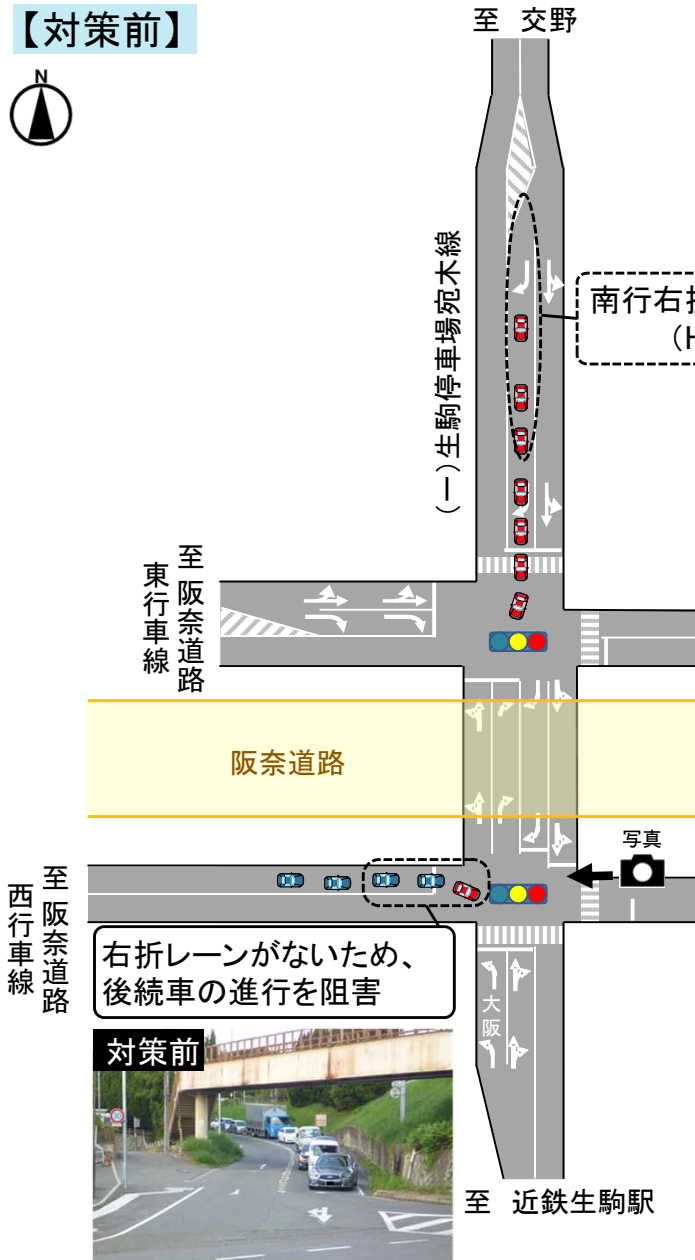 【対策前】
N
至 交野
(一)生駒停車場宛木線
南行右折
(H
至 阪奈道路
東行車線
阪奈道路
写真
至 阪奈道路
西行車線
右折レーンがないため、
後続車の進行を阻害
大阪
対策前
至 近鉄生駒駅